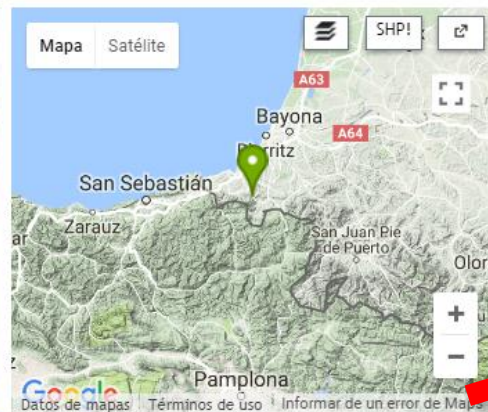 Mapa Satélite
SHP!
A63
Bayona
A64
Biarritz
San Sebastián
Zarauz
San Juan Pie
de Puerto
Olor
Pamplona
Google
Datos de mapas Términos de uso Informar de un error de Maps